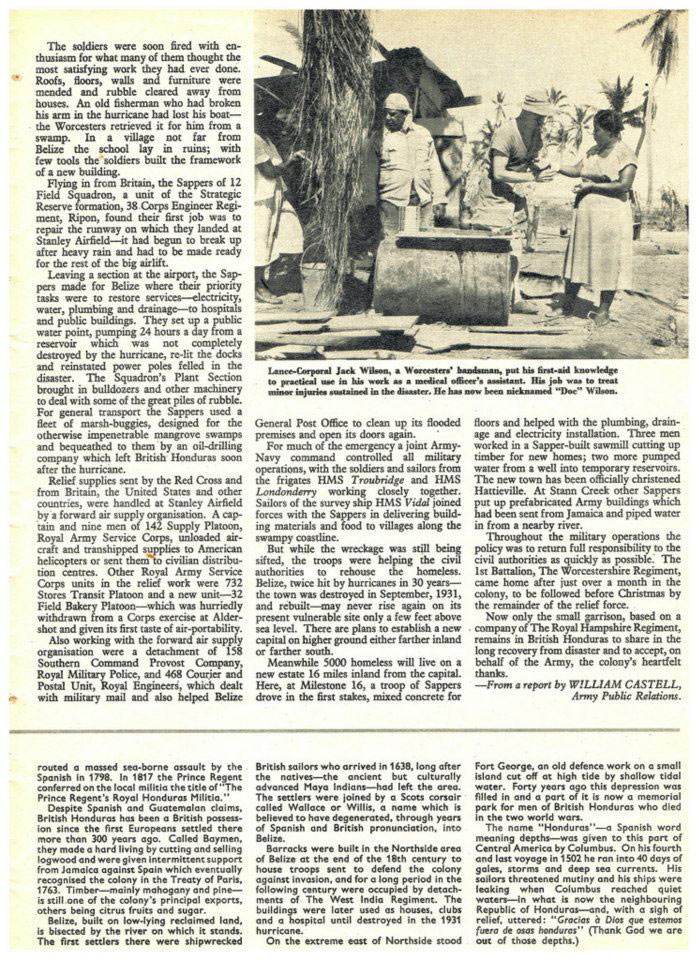 The soldiers were soon fired with en-
thusiasm for what many of them thought the
most satisfying work they had ever done.
Roofs, floors, walls and furniture were
mended and rubble cleared away from
houses. An old fisherman who had broken
his arm in the hurricane had lost his boat—
the Worcesters retrieved it for him from a
swamp. In a village not far from
Belize the school lay in ruins; with
few tools the soldiers built the framework
of a new building.
Flying in from Britain, the Sappers of 12
Field Squadron, a unit of the Strategic
Reserve formation, 38 Corps Engineer Regi-
ment, Ripon, found their first job was to
repair the runway on which they landed at
Stanley Airfield—it had begun to break up
after heavy rain and had to be made ready
for the rest of the big airlift.
Leaving a section at the airport, the Sap-
pers made for Belize where their priority
tasks were to restore services—electricity,
water, plumbing and drainage—to hospitals
and public buildings. They set up a public
water point, pumping 24 hours a day from a
reservoir which was not completely
destroyed by the hurricane, re-lit the docks
and reinstated power poles felled in the
disaster. The Squadron's Plant Section
brought in bulldozers and other machinery
to deal with some of the great piles of rubble.
For general transport the Sappers used a
fleet of marsh-buggies, designed for the
otherwise impenetrable mangrove swamps
and bequeathed to them by an oil-drilling
company which left British Honduras soon
after the hurricane.
Relief supplies sent by the Red Cross and
from Britain, the United States and other
countries, were handled at Stanley Airfield
by a forward air supply organisation. A cap-
tain and nine men of 142 Supply Platoon,
Royal Army Service Corps, unloaded air-
craft and transhipped supplies to American
helicopters or sent them to civilian distribu-
tion centres. Other Royal Army Service
Corps units in the relief work were 732
Stores Transit Platoon and a new unit—32
Field Bakery Platoon—which was hurriedly
withdrawn from a Corps exercise at Alder-
shot and given its first taste of air-portability.
Also working with the forward air supply
organisation were a detachment of 158
Southern Command Provost Company,
Royal Military Police, and 468 Courier and
Postal Unit, Royal Engineers, which dealt
with military mail and also helped Belize
Lance-Corporal Jack Wilson, a Worcesters' bandsman, put his first-aid knowledge
to practical use in his work as a medical officer's assistant. His job was to treat
minor injuries sustained in the disaster. He has now been nicknamed "Doc" Wilson.
General Post Office to clean up its flooded
premises and open its doors again.
For much of the emergency a joint Army-
Navy command controlled all military
operations, with the soldiers and sailors from
the frigates HMS Troubridge and HMS
Londonderry working closely together.
Sailors of the survey ship HMS Vidal joined
forces with the Sappers in delivering build-
ing materials and food to villages along the
swampy coastline.
But while the wreckage was still being
sifted, the troops were helping the civil
authorities to rehouse the homeless.
Belize, twice hit by hurricanes in 30 years—
the town was destroyed in September, 1931,
and rebuilt—may never rise again on its
present vulnerable site only a few feet above
sea level. There are plans to establish a new
capital on higher ground either farther inland
or farther south.
Meanwhile 5000 homeless will live on a
new estate 16 miles inland from the capital.
Here, at Milestone 16, a troop of Sappers
drove in the first stakes, mixed concrete for
floors and helped with the plumbing, drain-
age and electricity installation. Three men
worked in a Sapper-built sawmill cutting up
timber for new homes; two more pumped
water from a well into temporary reservoirs.
The new town has been officially christened
Hattieville. At Stann Creek other Sappers
put up prefabricated Army buildings which
had been sent from Jamaica and piped water
in from a nearby river.
Throughout the military operations the
policy was to return full responsibility to the
civil authorities as quickly as possible. The
1st Battalion, The Worcestershire Regiment,
came home after just over a month in the
colony, to be followed before Christmas by
the remainder of the relief force.
Now only the small garrison, based on a
company of The Royal Hampshire Regiment,
remains in British Honduras to share in the
long recovery from disaster and to accept, on
behalf of the Army, the colony's heartfelt
thanks.
—From a report by WILLIAM CASTELL,
Army Public Relations.
routed a massed sea-borne assault by the
Spanish in 1798. In 1817 the Prince Regent
conferred on the local militia the title of "The
Prince Regent's Royal Honduras Militia."
Despite Spanish and Guatemalan claims,
British Honduras has been a British posses-
sion since the first Europeans settled there
more than 300 years ago. Called Baymen,
they made a hard living by cutting and selling
logwood and were given intermittent support
from Jamaica against Spain which eventually
recognised the colony in the Treaty of Paris,
1763. Timber—mainly mahogany and pine—
is still one of the colony's principal exports,
others being citrus fruits and sugar.
Belize, built on low-lying reclaimed land,
is bisected by the river on which it stands.
The first settlers there were shipwrecked
British sailors who arrived in 1638, long after
the natives—the ancient but culturally
advanced Maya Indians—had left the area.
The settlers were joined by a Scots corsair
called Wallace or Willis, a name which is
believed to have degenerated, through years
of Spanish and British pronunciation, into
Belize.
Barracks were built in the Northside area
of Belize at the end of the 18th century to
house troops sent to defend the colony
against invasion, and for a long period in the
following century were occupied by detach-
ments of The West India Regiment. The
buildings were later used as houses, clubs
and a hospital until destroyed in the 1931
hurricane.
On the extreme east of Northside stood
Fort George, an old defence work on a small
island cut off at high tide by shallow tidal
water. Forty years ago this depression was
filled in and a part of it is now a memorial
park for men of British Honduras who died
in the two world wars.
The name "Honduras"—a Spanish word
meaning depths—was given to this part of
Central America by Columbus. On his fourth
and last voyage in 1502 he ran into 40 days of
gales, storms and deep sea currents. His
sailors threatened mutiny and his ships were
leaking when Columbus reached quiet
waters—in what is now the neighbouring
Republic of Honduras—and, with a sigh of
relief, uttered: "Gracias à Dios que estemos
fuera de osas honduras" (Thank God we are
out of those depths.)